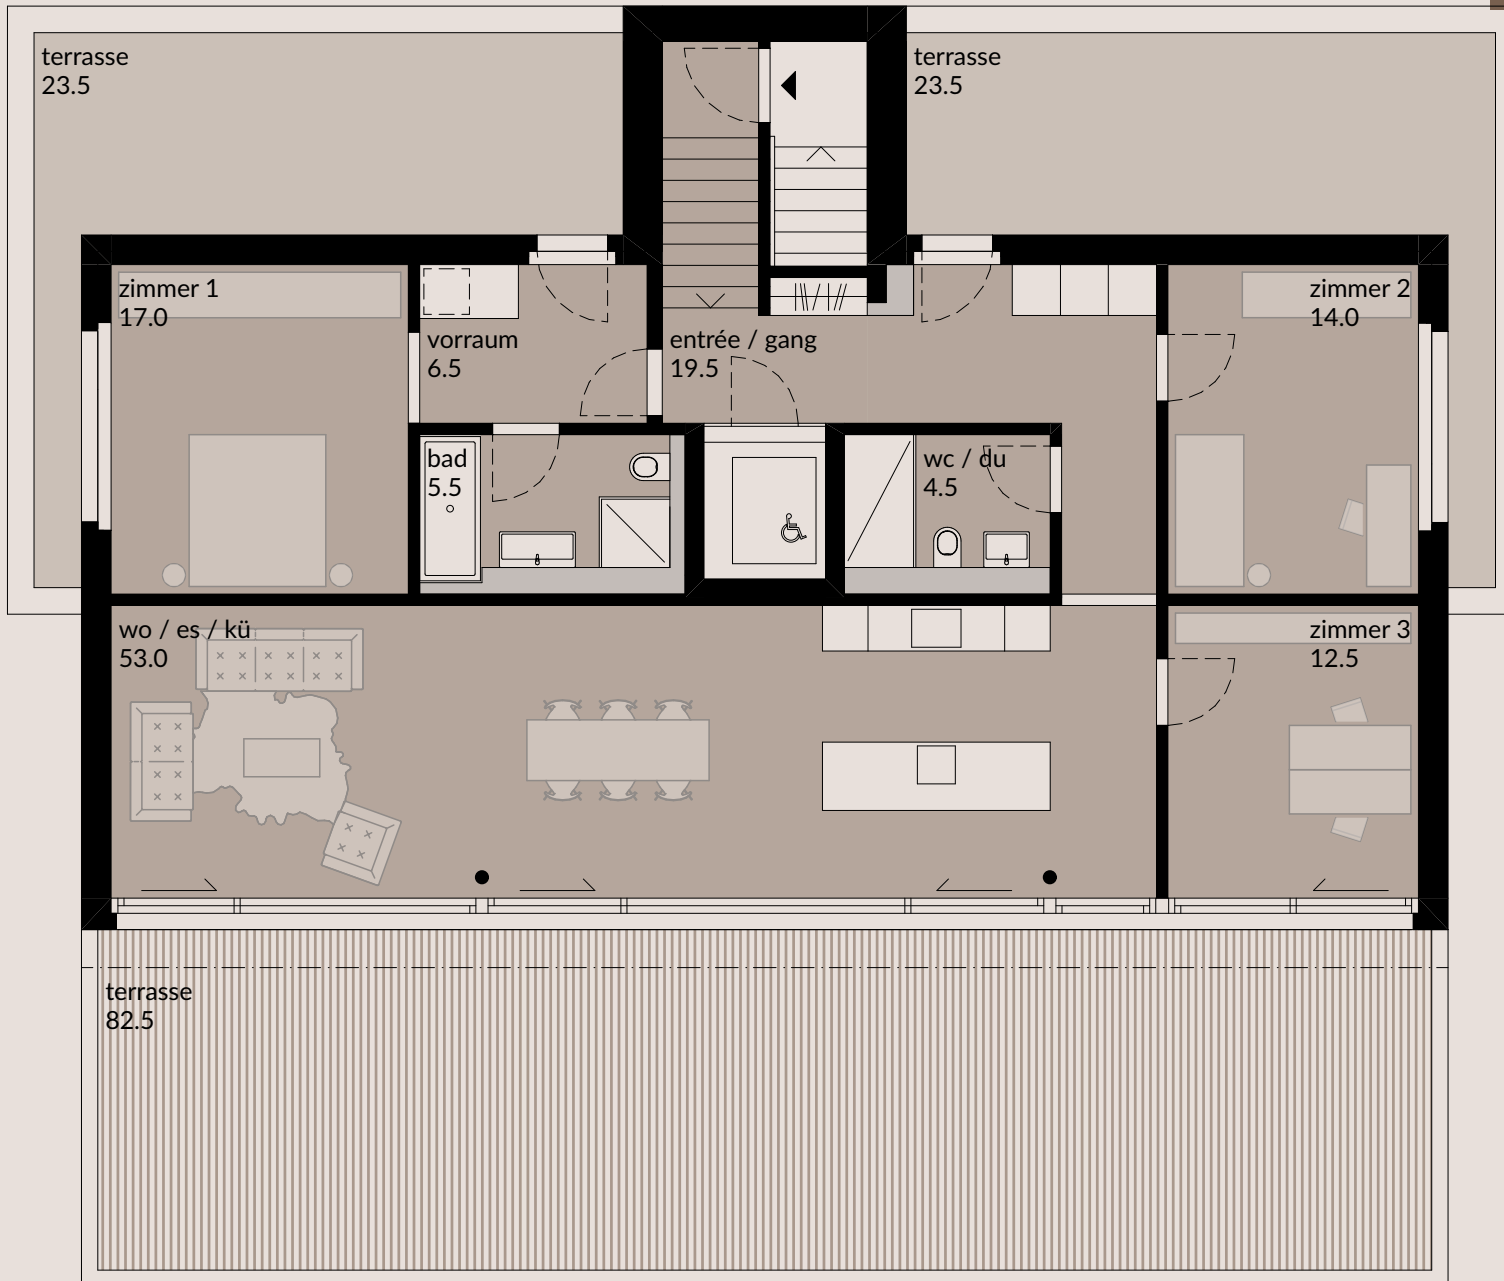 terrasse
23.5
terrasse
23.5
zimmer 1
17.0
zimmer 2
14.0
vorraum
6.5
entrée / gang
19.5
bad
5.5
wc / du
4.5
wo / es / kü
53.0
zimmer 3
12.5
terrasse
82.5